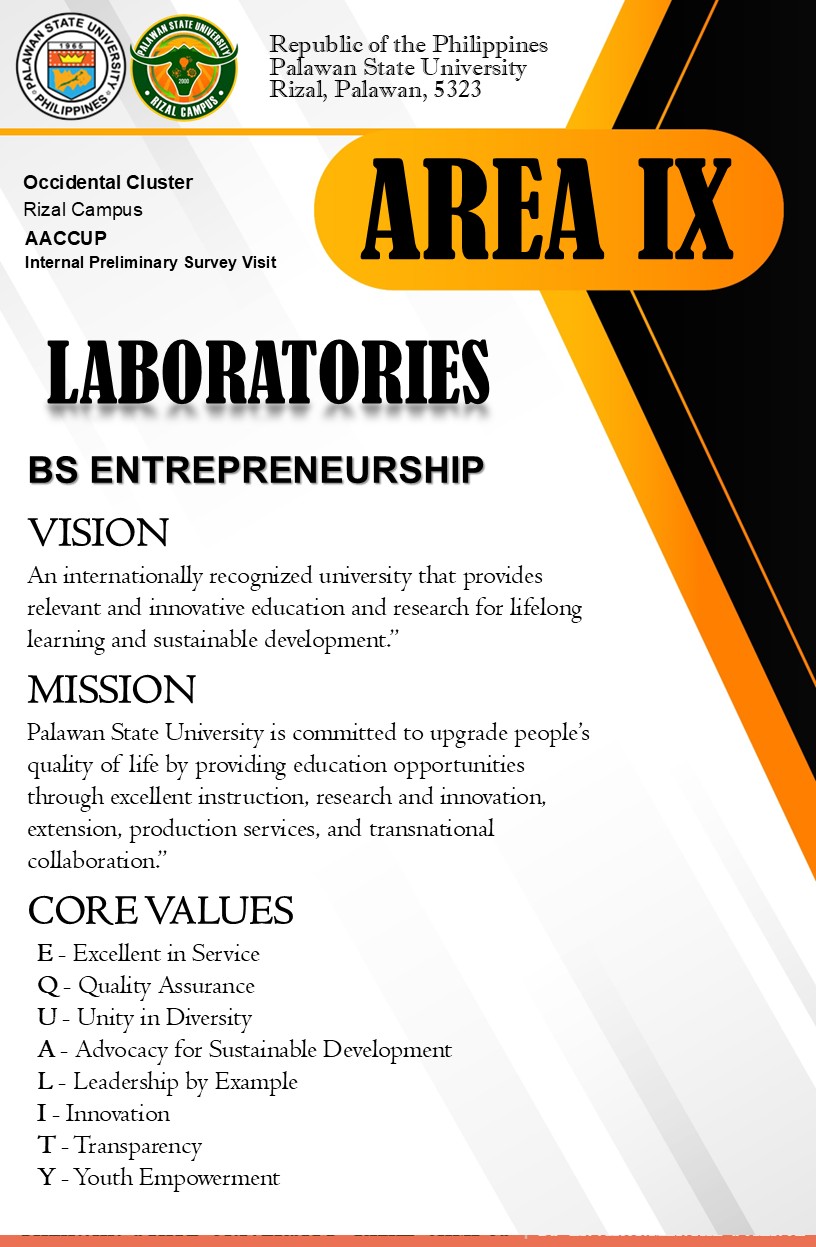 PALAWAN STATE UNIVERSITY
1965
PHILIPPINES
PALAWAN STATE UNIVERSITY
2000
RIZAL CAMPUS
Republic of the Philippines
Palawan State University
Rizal, Palawan, 5323
Occidental Cluster
Rizal Campus
AACCUP
Internal Preliminary Survey Visit
AREA IX
LABORATORIES
BS ENTREPRENEURSHIP
VISION
An internationally recognized university that provides
relevant and innovative education and research for lifelong
learning and sustainable development.”
MISSION
Palawan State University is committed to upgrade people’s
quality of life by providing education opportunities
through excellent instruction, research and innovation,
extension, production services, and transnational
collaboration.”
CORE VALUES
E - Excellent in Service
Q - Quality Assurance
U - Unity in Diversity
A - Advocacy for Sustainable Development
L - Leadership by Example
I - Innovation
T - Transparency
Y - Youth Empowerment